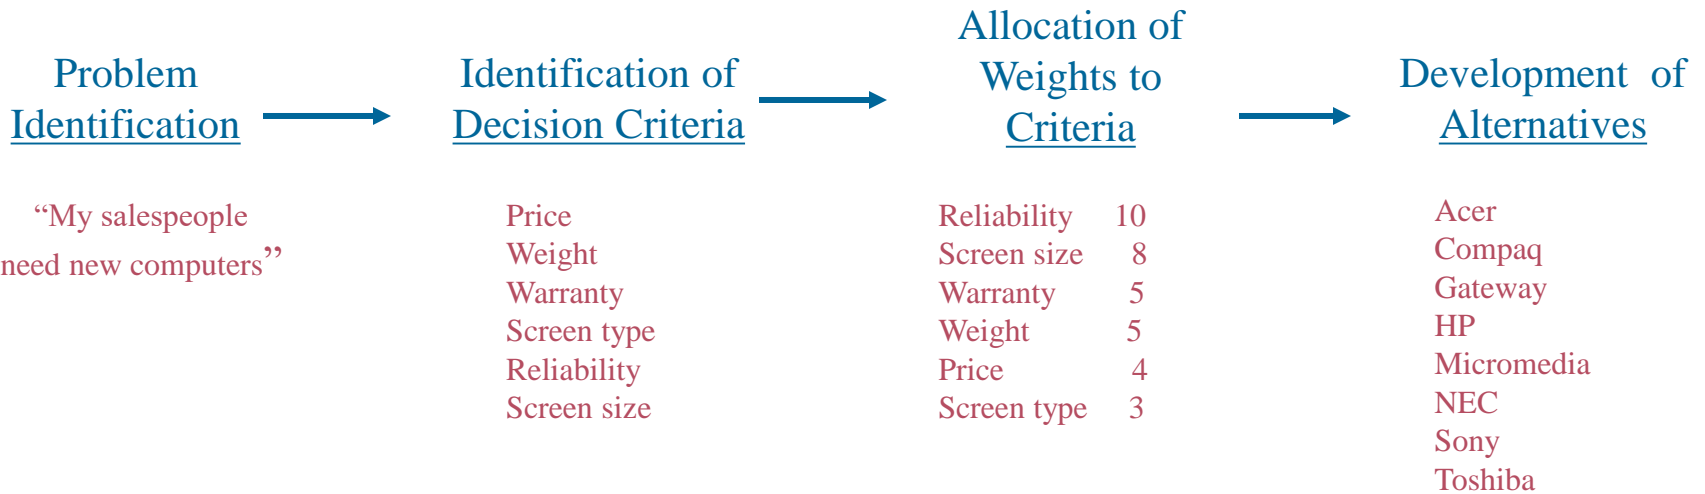 Problem
Identification
Identification of
Decision Criteria
Allocation of
Weights to
Criteria
Development of
Alternatives
“My salespeople
need new computers”
Price
Weight
Warranty
Screen type
Reliability
Screen size
Reliability 10
Screen size 8
Warranty 5
Weight 5
Price 4
Screen type 3
Acer
Compaq
Gateway
HP
Micromedia
NEC
Sony
Toshiba